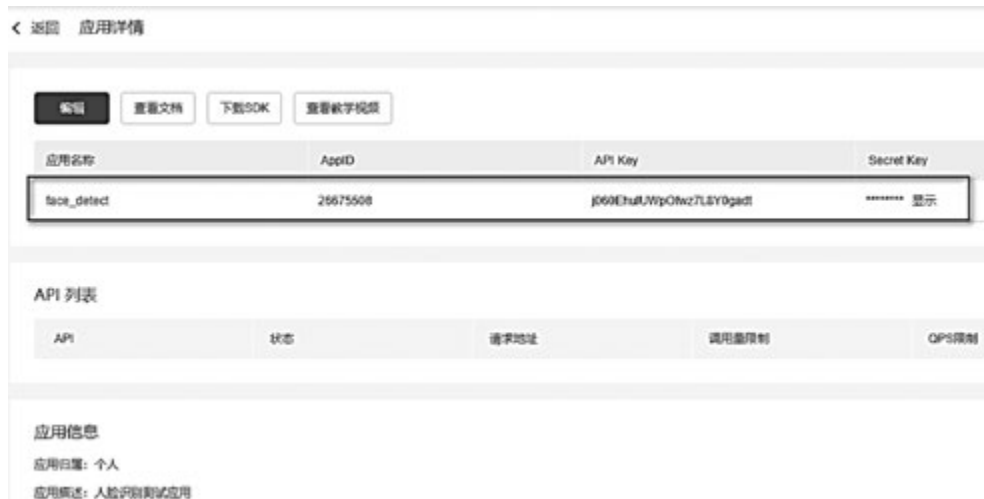 返回 应用详情
编辑 查看文档 下载SDK 查看教学视频
应用名称 AppID API Key Secret Key
face_detect 26675508 ******** 显示
API 列表
API 状态 请求地址 调用量限制 QPS限制
应用信息
应用归属：个人
应用描述：人脸识别测试应用